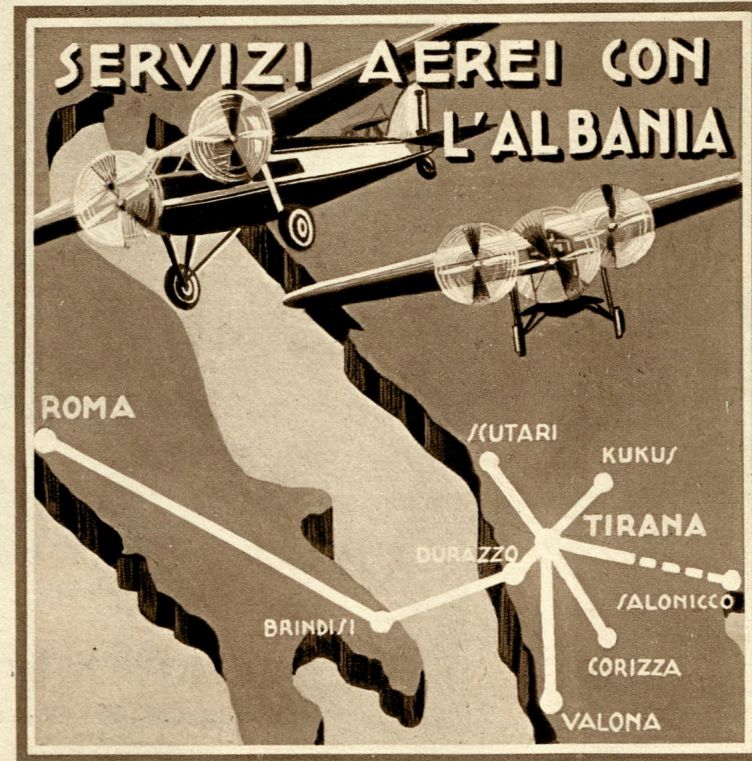 SERVIZI AEREI CON
L'ALBANIA
ROMA
SCUTARI
KUKUS
TIRANA
DURAZZO
SALONICCO
BRINDISI
CORIZZA
VALONA
I